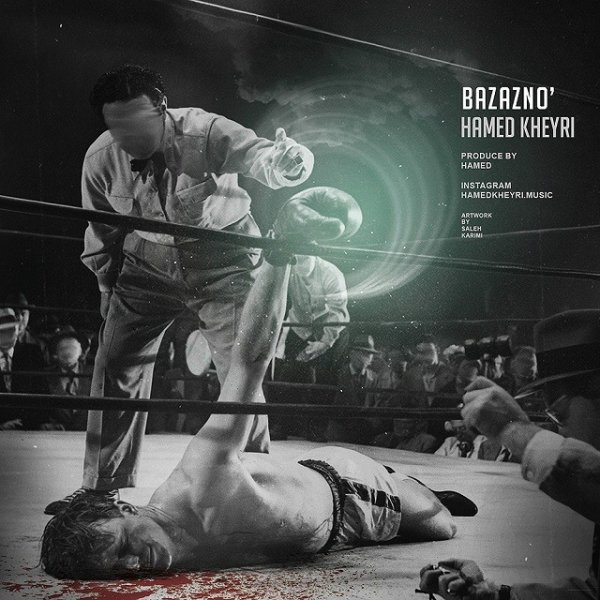 BAZAZNO'
HAMED KHEYRI
PRODUCE BY
HAMED
INSTAGRAM
HAMEDKHEYRI.MUSIC
ARTWORK
BY
SALEH
KARIMI